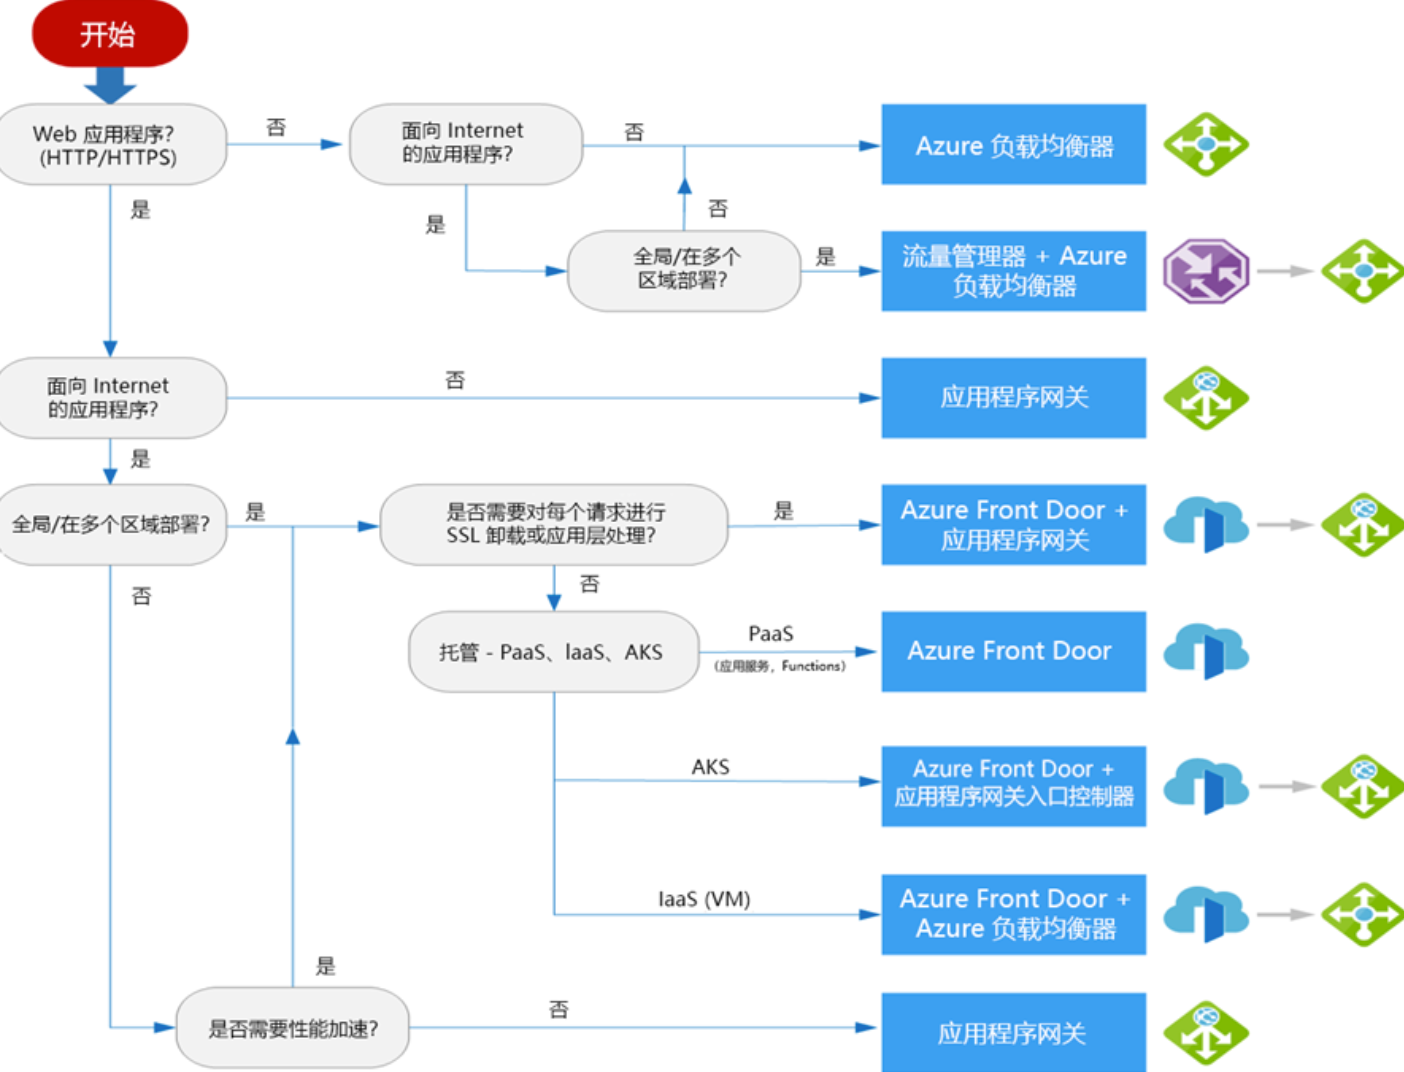 开始
Web 应用程序?
(HTTP/HTTPS)
否
面向 Internet
的应用程序?
否
Azure 负载均衡器
是
是
否
全局/在多个
区域部署?
是
流量管理器 + Azure
负载均衡器
面向 Internet
的应用程序?
否
应用程序网关
是
全局/在多个区域部署?
是
是否需要对每个请求进行
SSL 卸载或应用层处理?
是
Azure Front Door +
应用程序网关
否
否
托管 - PaaS、IaaS、AKS
PaaS
(应用服务，Functions)
Azure Front Door
AKS
Azure Front Door +
应用程序网关入口控制器
IaaS (VM)
Azure Front Door +
Azure 负载均衡器
是
是否需要性能加速?
否
应用程序网关